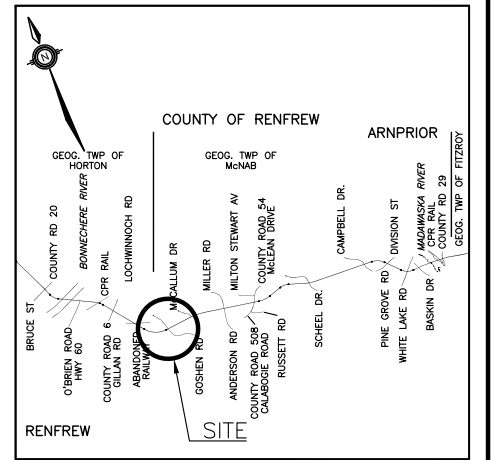 N
COUNTY OF RENFREW
ARNPRIOR
GEOG. TWP OF
HORTON
GEOG. TWP OF
McNAB
BRUCE ST
COUNTY RD 20
O'BRIEN ROAD
HWY 60
BONNECHERE RIVER
CPR RAIL
COUNTY ROAD 6
GILLAN RD
LOCHWINNOCH RD
ABANDONED
RAILWAY
McCALLUM DR
GOSHEN RD
MILLER RD
ANDERSON RD
MILTON STEWART AV
COUNTY ROAD 508
CALABOGIE ROAD
COUNTY ROAD 54
McLEAN DRIVE
RUSSETT RD
SCHEEL DR.
CAMPBELL DR.
PINE GROVE RD
DIVISION ST
WHITE LAKE RD
MADAWASKA RIVER
CPR RAIL
COUNTY RD 29
BASKIN DR
GEOG. TWP OF FITZROY
RENFREW
SITE